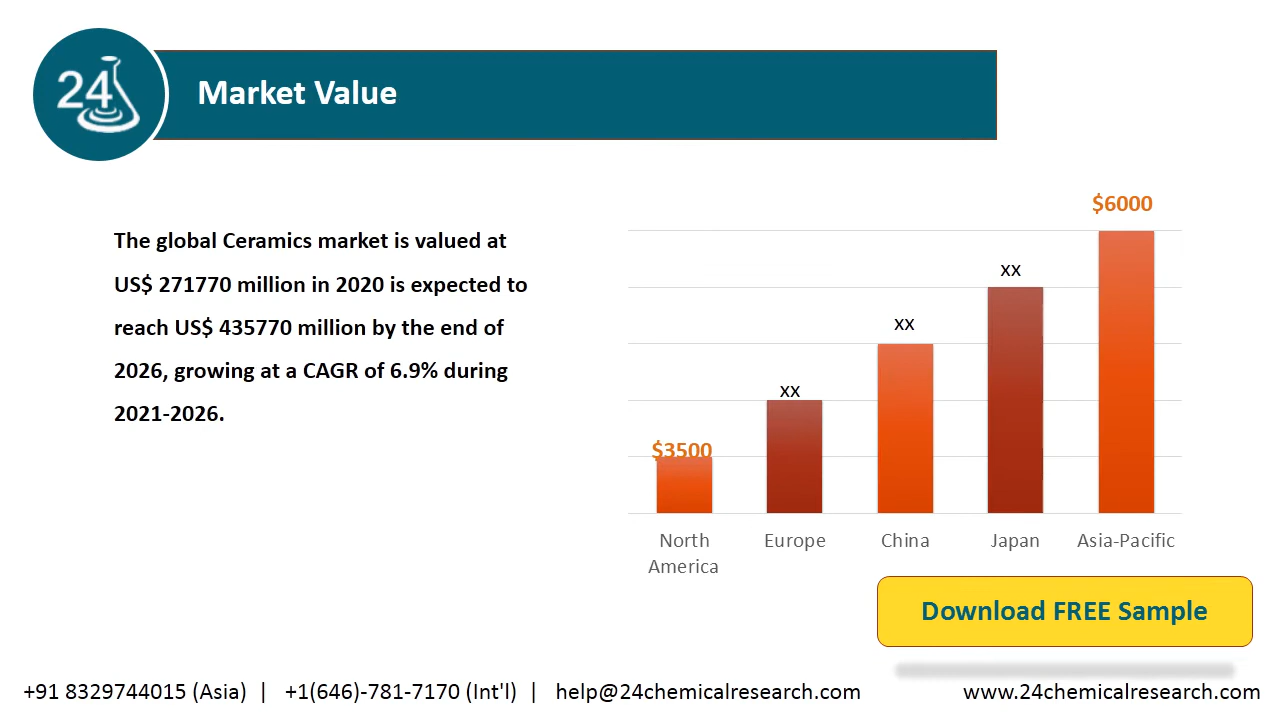 24
Market Value
The global Ceramics market is valued at
US$ 271770 million in 2020 is expected to
reach US$ 435770 million by the end of
2026, growing at a CAGR of 6.9% during
2021-2026.
$6000
xx
xx
xx
$3500
North America
Europe
China
Japan
Asia-Pacific
Download FREE Sample
+91 8329744015 (Asia) | +1(646)-781-7170 (Int'l) | help@24chemicalresearch.com
www.24chemicalresearch.com